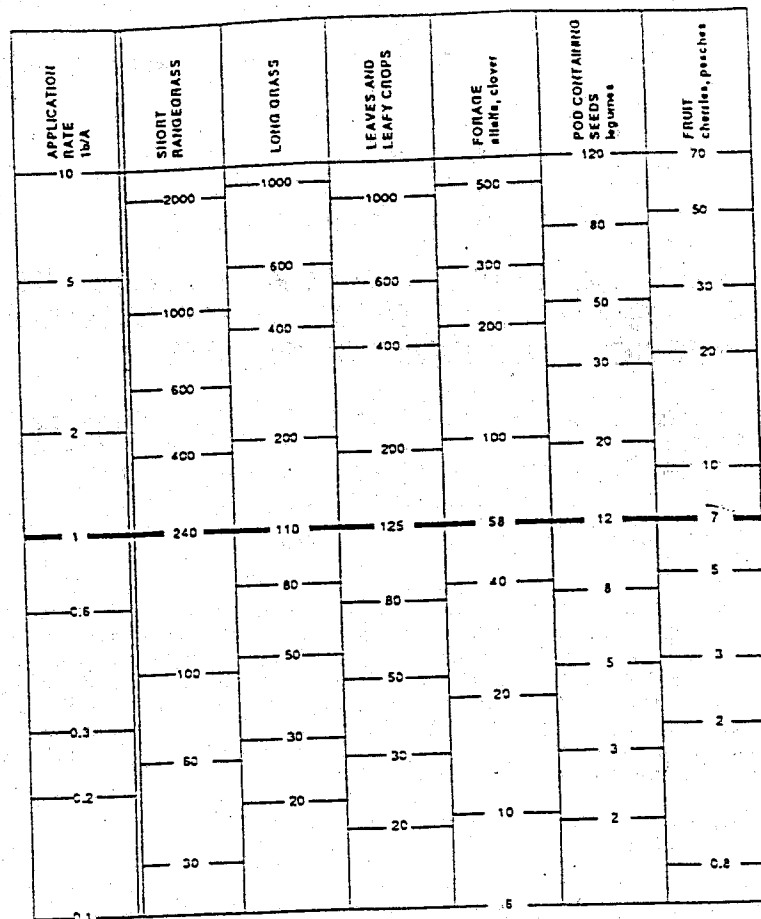 APPLICATION RATE 1b/A
SHORT RANGEGRASS
LONG GRASS
LEAVES AND LEAFY CROPS
FORAGE alfalfa, clover
POD CONTAINING SEEDS legumes
FRUIT cherries, peaches
10 120 70
2000 1000 1000 500
50
80
5 600 600 300 30
1000 50
400 400 200 20
600 30
2 400 200 200 100 20
10
1 240 110 125 58 12 7
5
80 80 40 8
0.6
50 3
100 50 5
20 2
0.3 30
60 30 3
0.2 20 10 2
20
30 0.8
0.1 5